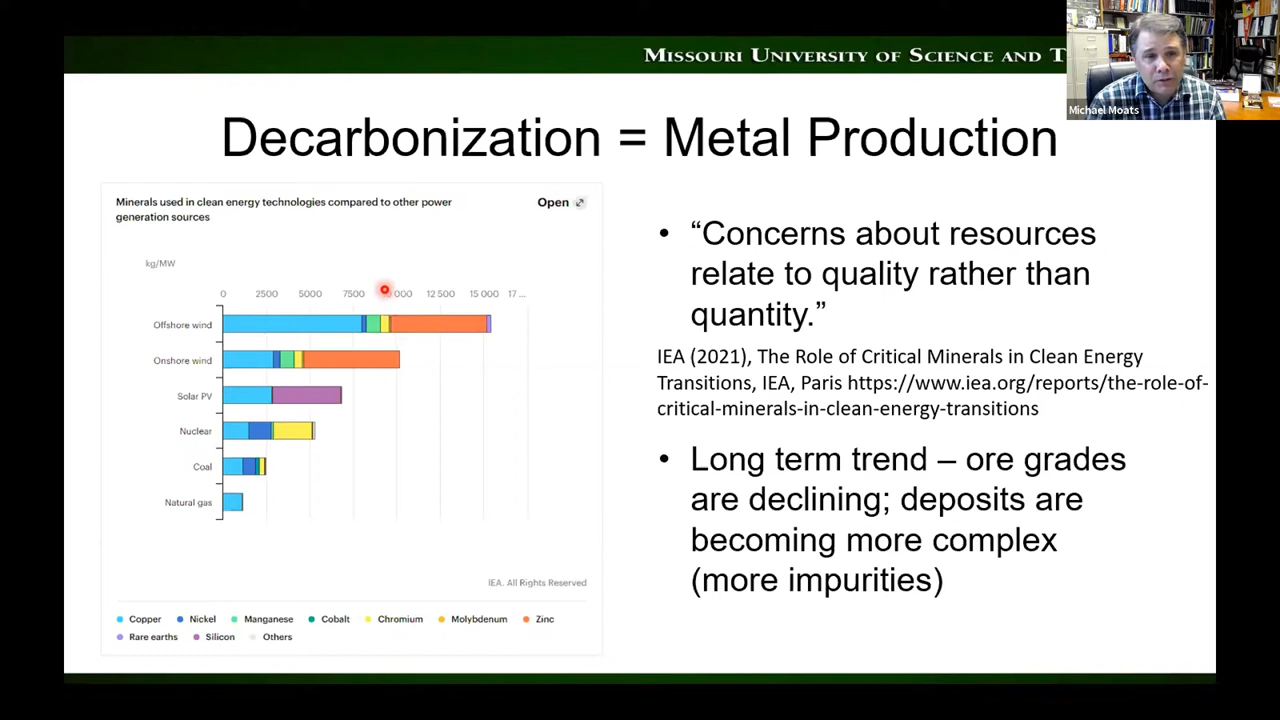 MISSOURI UNIVERSITY OF SCIENCE AND T
Michael Moats
Decarbonization = Metal Production
Minerals used in clean energy technologies compared to other power
generation sources
Open
kg/MW
0 2500 5000 7500 000 12 500 15 000 17 ...
Offshore wind
Onshore wind
Solar PV
Nuclear
Coal
Natural gas
IEA. All Rights Reserved
Copper Nickel Manganese Cobalt Chromium Molybdenum Zinc
Rare earths Silicon Others
• “Concerns about resources
relate to quality rather than
quantity.”
IEA (2021), The Role of Critical Minerals in Clean Energy
Transitions, IEA, Paris https://www.iea.org/reports/the-role-of-
critical-minerals-in-clean-energy-transitions
• Long term trend – ore grades
are declining; deposits are
becoming more complex
(more impurities)